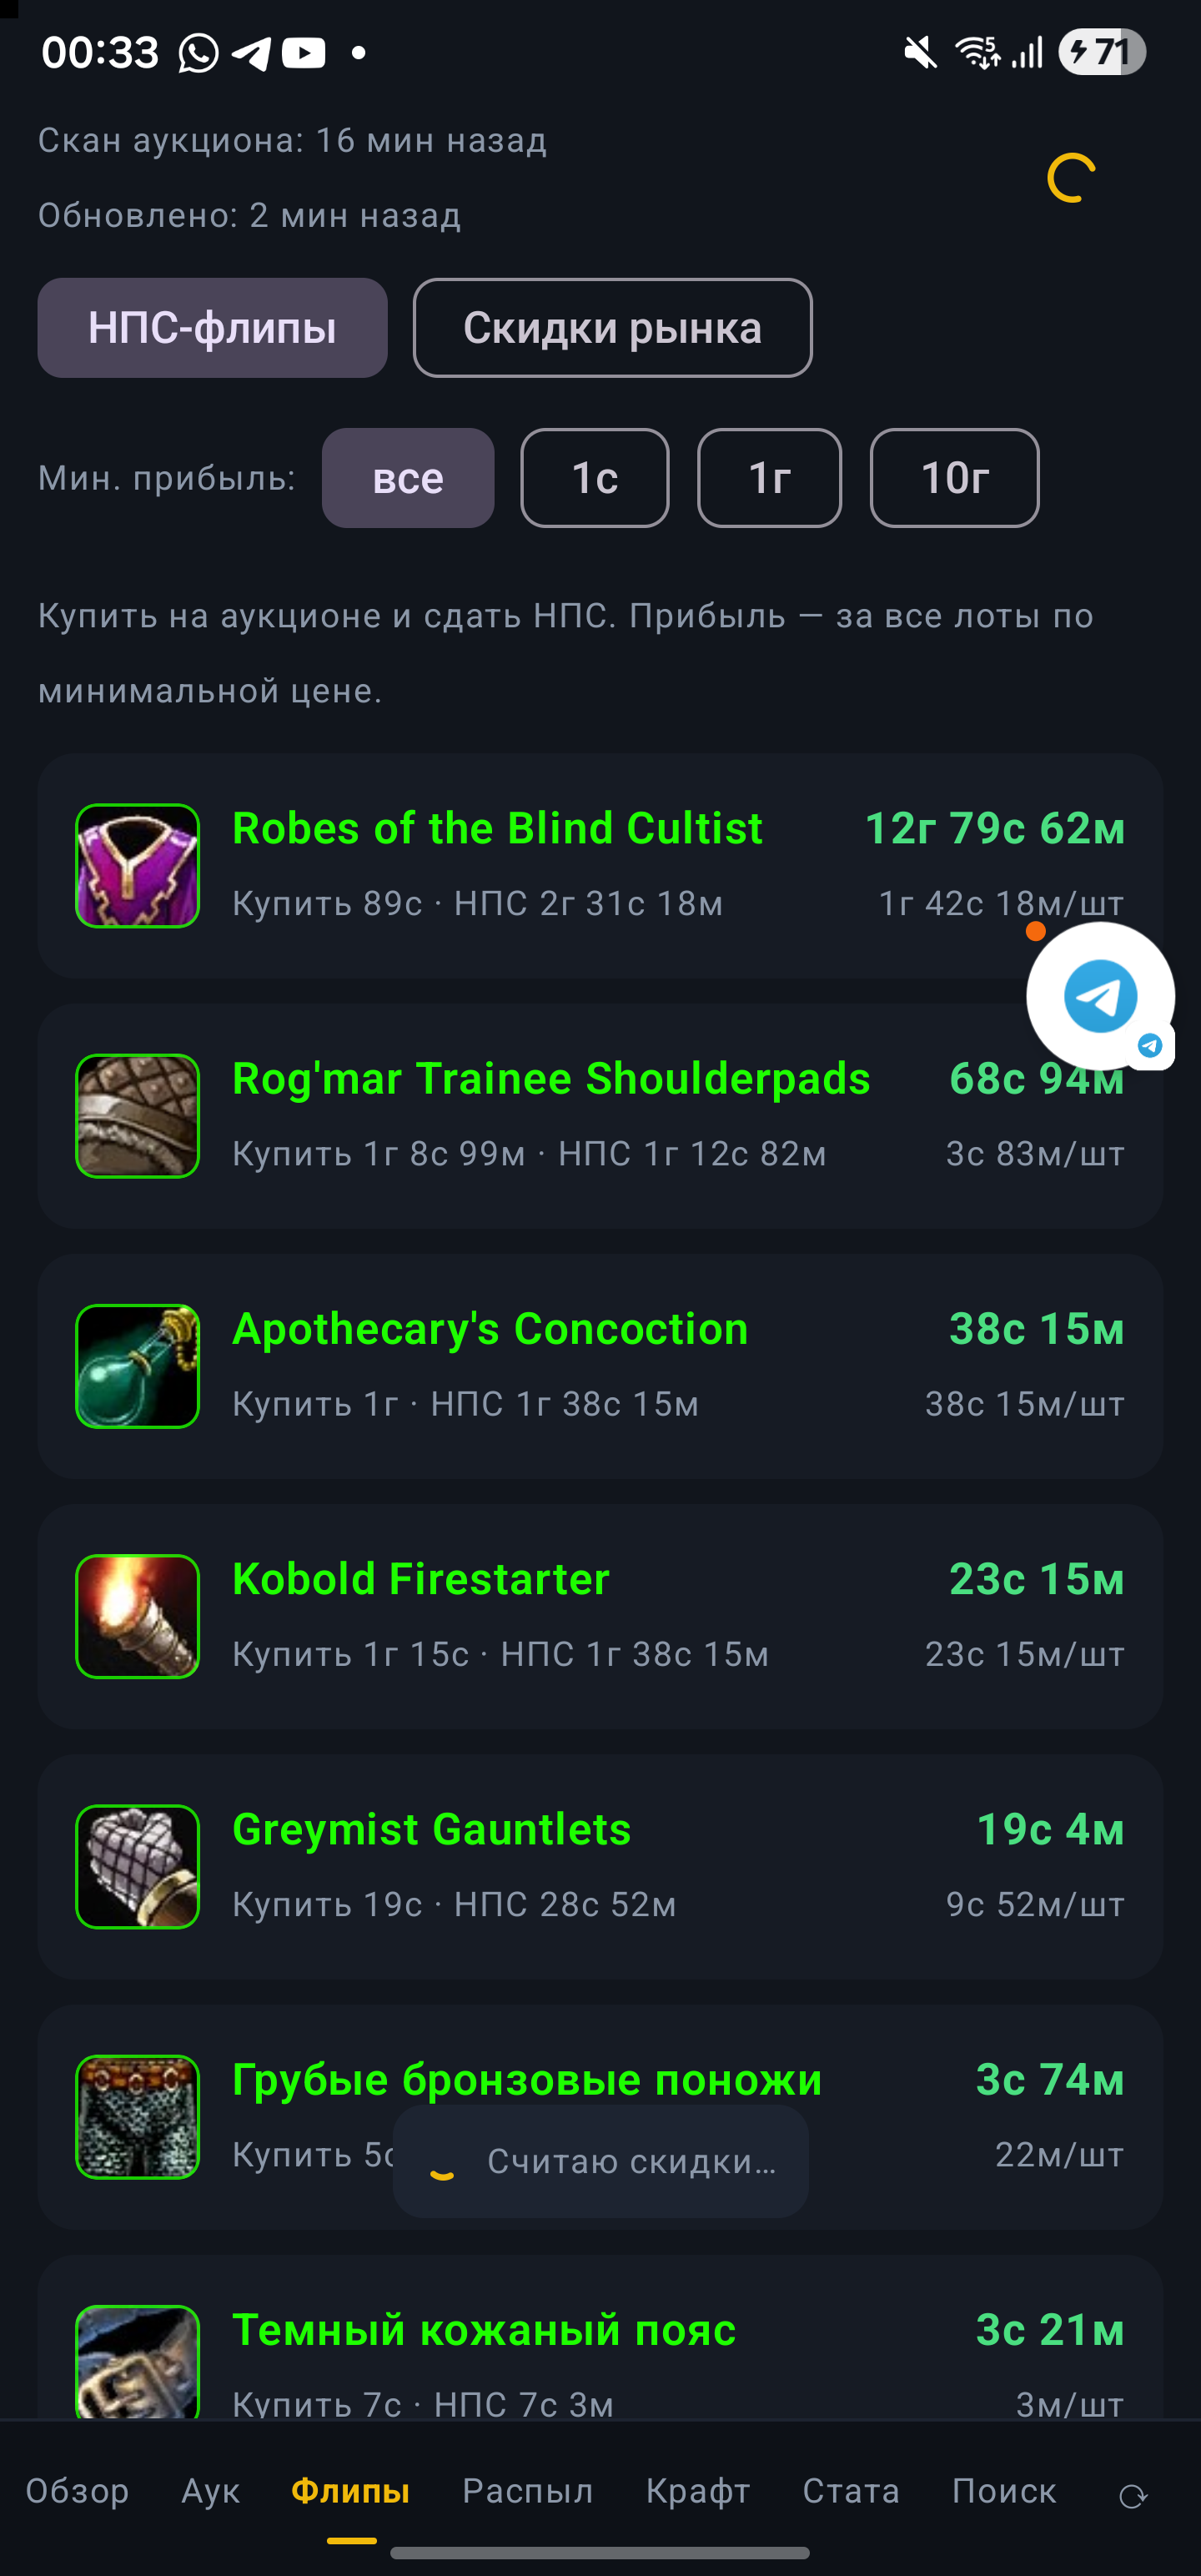 00:33
5
71
Скан аукциона: 16 мин назад
Обновлено: 2 мин назад
НПС-флипы
Скидки рынка
Мин. прибыль:
все
1с
1г
10г
Купить на аукционе и сдать НПС. Прибыль — за все лоты по
минимальной цене.
Robes of the Blind Cultist
12г 79с 62м
Купить 89с · НПС 2г 31с 18м
1г 42с 18м/шт
Rog'mar Trainee Shoulderpads
68с 94м
Купить 1г 8с 99м · НПС 1г 12с 82м
3с 83м/шт
Apothecary's Concoction
38с 15м
Купить 1г · НПС 1г 38с 15м
38с 15м/шт
Kobold Firestarter
23с 15м
Купить 1г 15с · НПС 1г 38с 15м
23с 15м/шт
Greymist Gauntlets
19с 4м
Купить 19с · НПС 28с 52м
9с 52м/шт
Грубые бронзовые поножи
3с 74м
Купить 5с
22м/шт
Считаю скидки…
Темный кожаный пояс
3с 21м
Купить 7с · НПС 7с 3м
3м/шт
Обзор
Аук
Флипы
Распыл
Крафт
Стата
Поиск